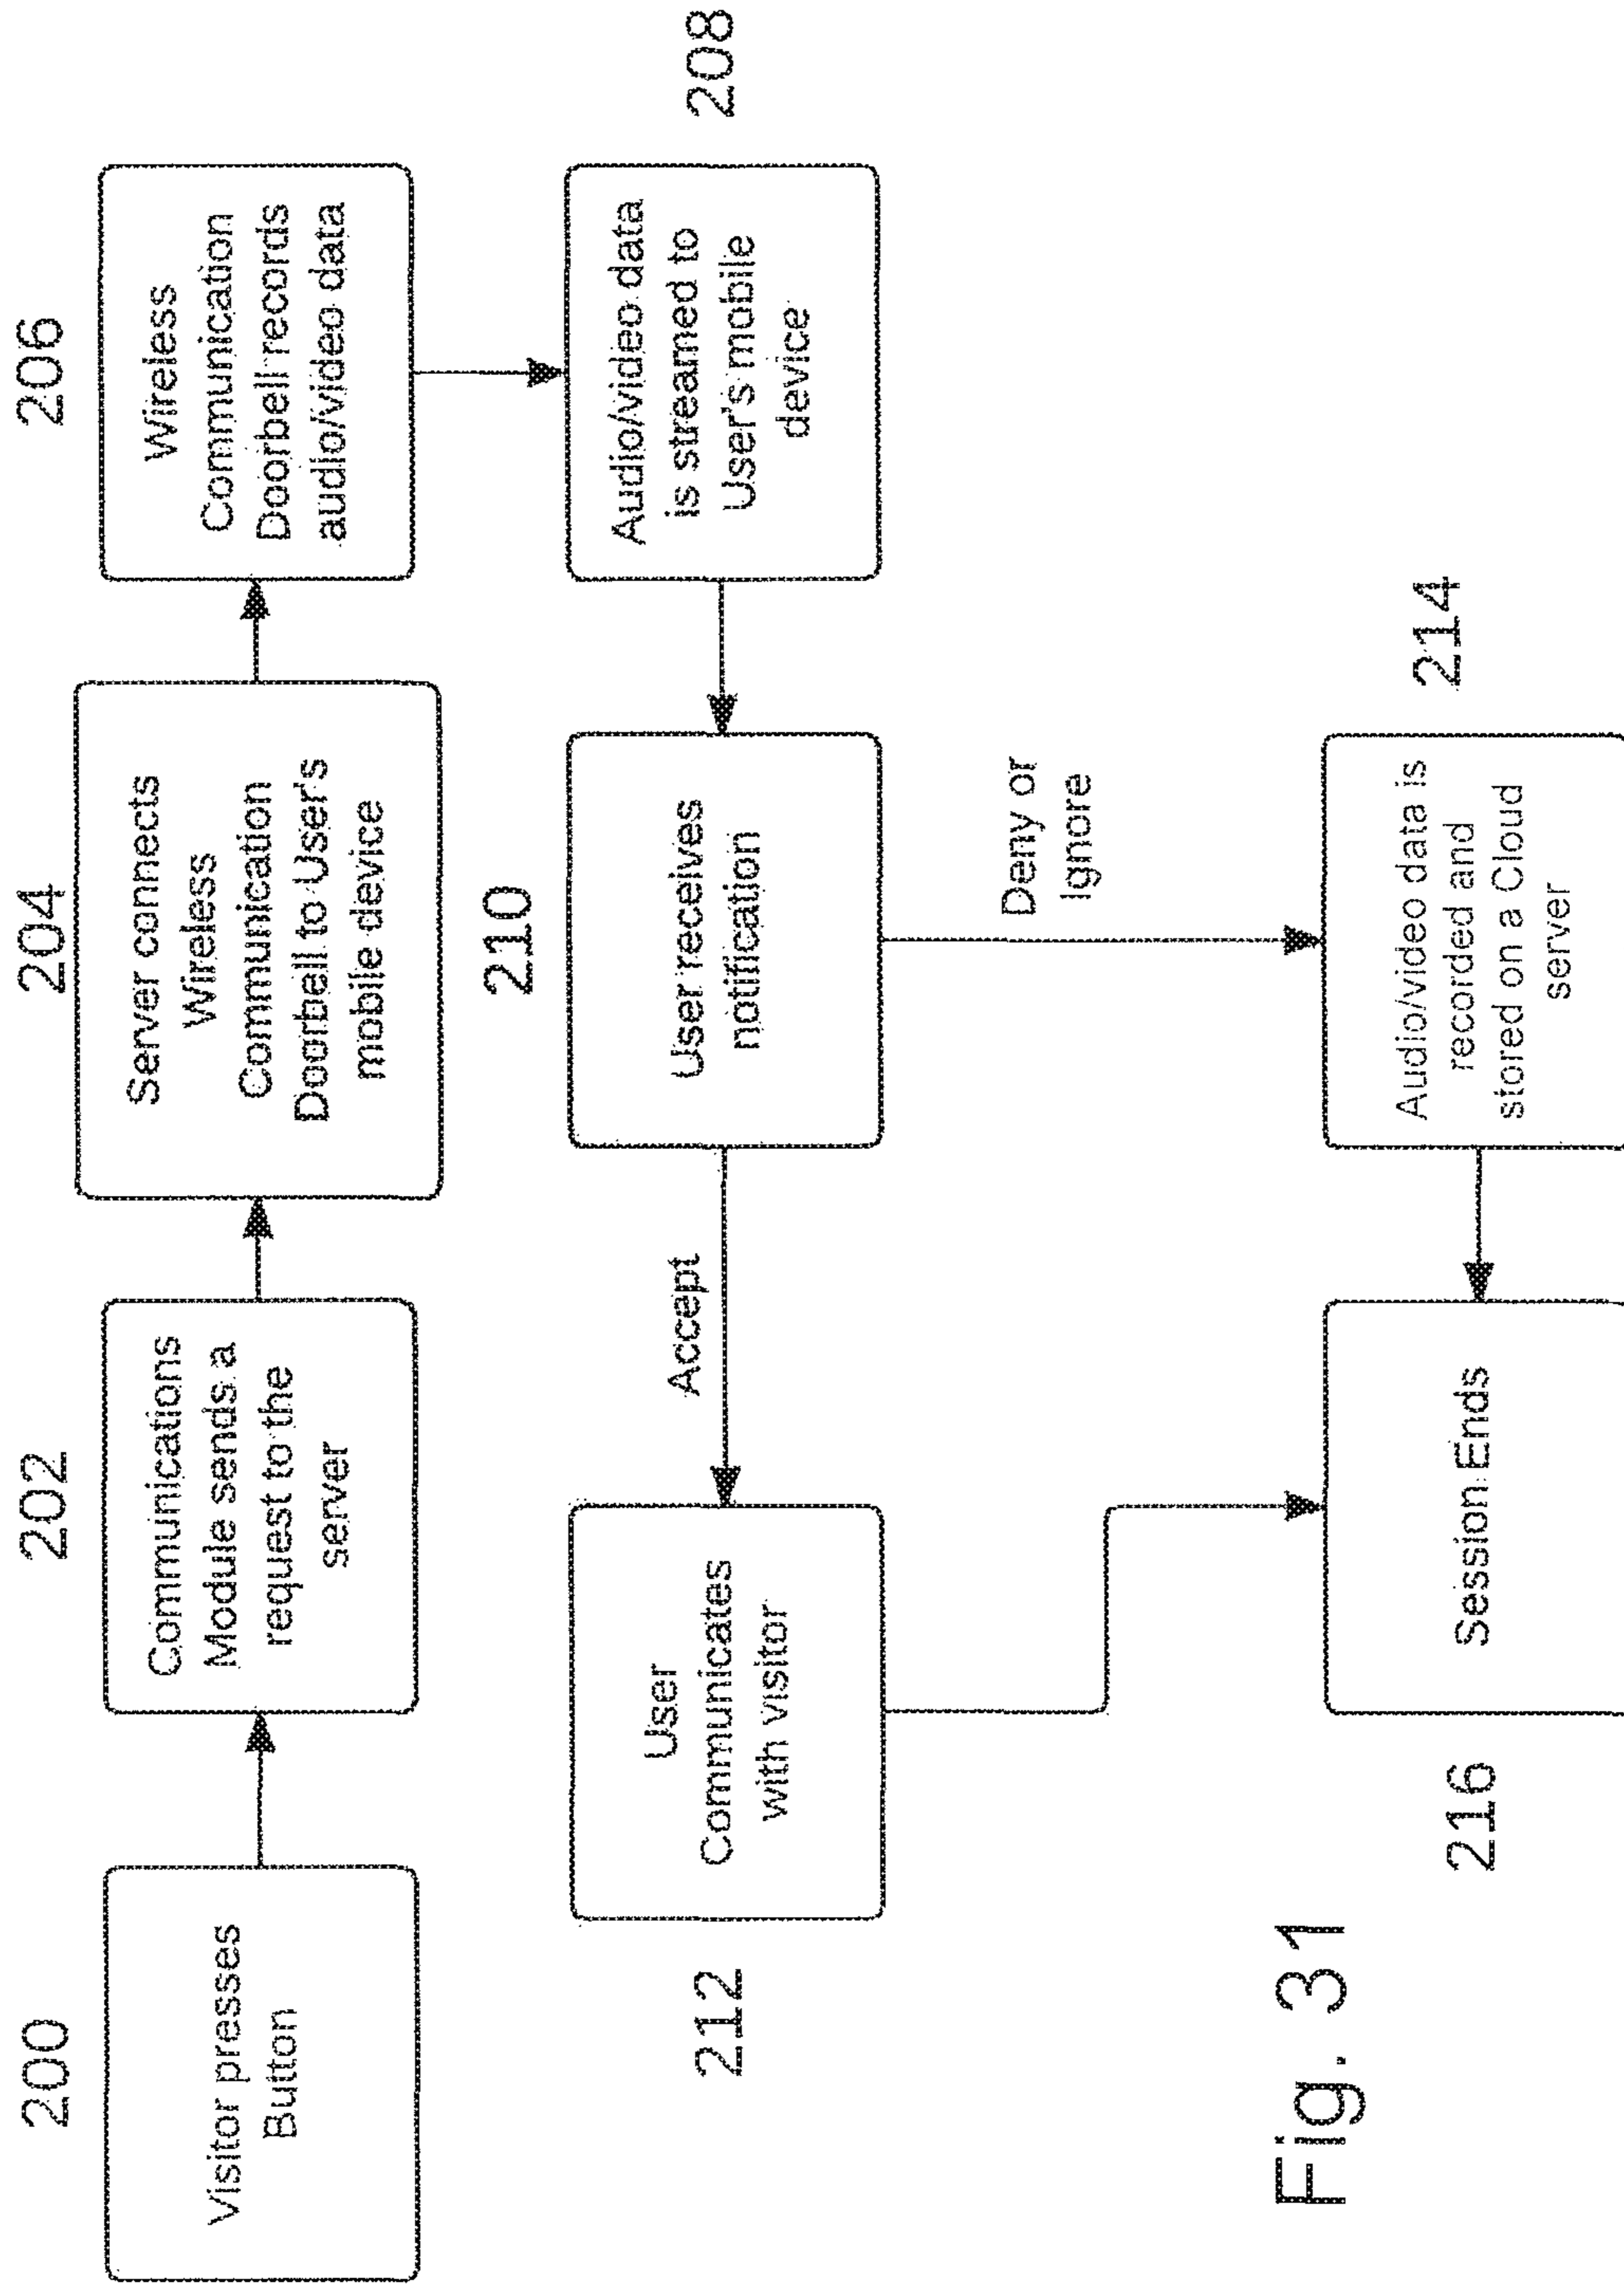 200
Visitor presses
Button
202
Communications
Module sends a
request to the
server
204
Server connects
Wireless
Communication
Doorbell to User's
mobile device
206
Wireless
Communication
Doorbell records
audio/video data
208
Audio/video data
is streamed to
User's mobile
device
210
User receives
notification
Accept
212
User
Communicates
with visitor
Deny or
Ignore
214
Audio/video data is
recorded and
stored on a Cloud
server
216
Session Ends
Fig. 31